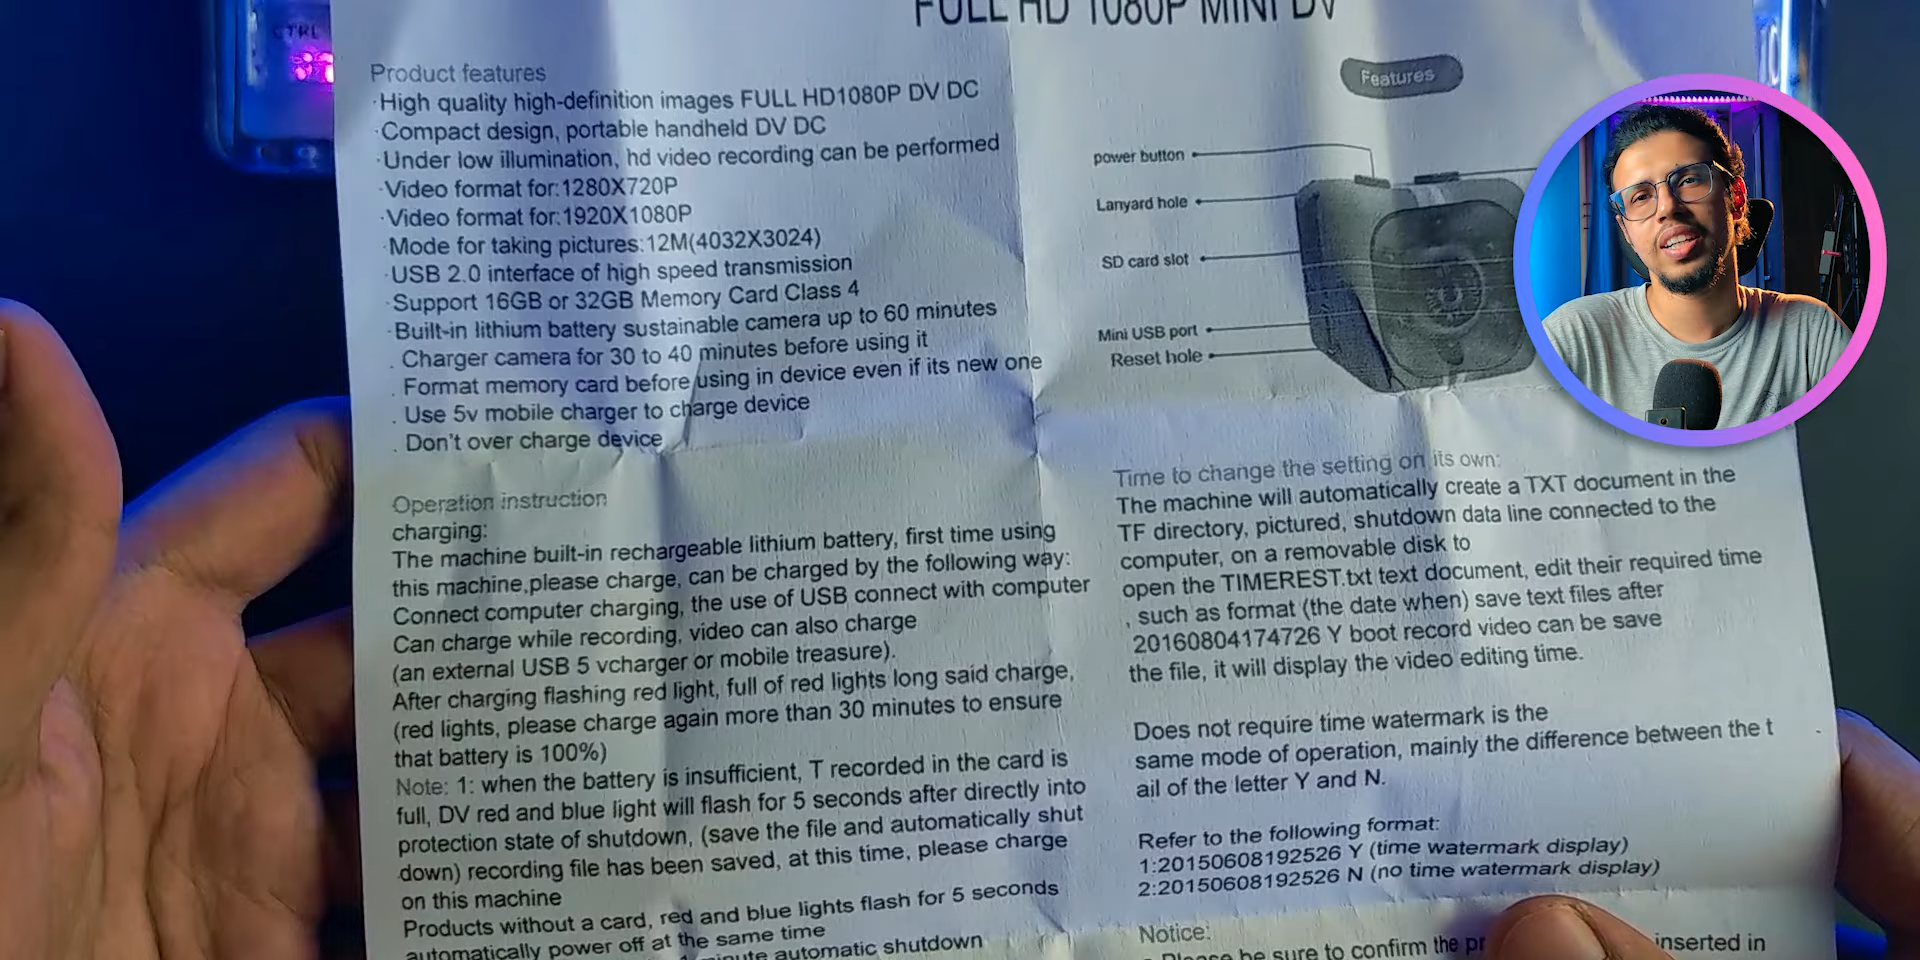 CTRL
FULL HD 1080P MINI DV
Product features
·High quality high-definition images FULL HD1080P DV DC
·Compact design, portable handheld DV DC
·Under low illumination, hd video recording can be performed
·Video format for:1280X720P
·Video format for:1920X1080P
·Mode for taking pictures:12M(4032X3024)
·USB 2.0 interface of high speed transmission
·Support 16GB or 32GB Memory Card Class 4
·Built-in lithium battery sustainable camera up to 60 minutes
. Charger camera for 30 to 40 minutes before using it
. Format memory card before using in device even if its new one
. Use 5v mobile charger to charge device
. Don't over charge device
Operation instruction
charging:
The machine built-in rechargeable lithium battery, first time using
this machine,please charge, can be charged by the following way:
Connect computer charging, the use of USB connect with computer
Can charge while recording, video can also charge
(an external USB 5 vcharger or mobile treasure).
After charging flashing red light, full of red lights long said charge,
(red lights, please charge again more than 30 minutes to ensure
that battery is 100%)
Note: 1: when the battery is insufficient, T recorded in the card is
full, DV red and blue light will flash for 5 seconds after directly into
protection state of shutdown, (save the file and automatically shut
down) recording file has been saved, at this time, please charge
on this machine
Products without a card, red and blue lights flash for 5 seconds
automatically power off at the same time
minute automatic shutdown
Features
power button
Lanyard hole
SD card slot
Mini USB port
Reset hole
Time to change the setting on its own:
The machine will automatically create a TXT document in the
TF directory, pictured, shutdown data line connected to the
computer, on a removable disk to
open the TIMEREST.txt text document, edit their required time
, such as format (the date when) save text files after
20160804174726 Y boot record video can be save
the file, it will display the video editing time.
Does not require time watermark is the
same mode of operation, mainly the difference between the t
ail of the letter Y and N.
Refer to the following format:
1:20150608192526 Y (time watermark display)
2:20150608192526 N (no time watermark display)
Notice:
Please be sure to confirm the pr inserted in